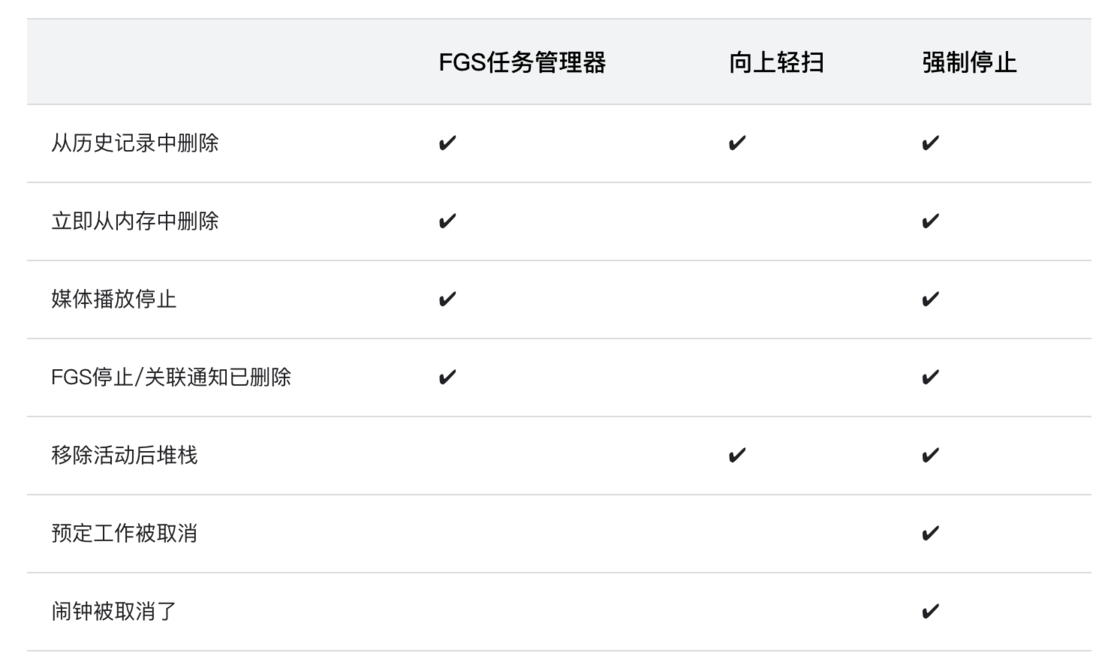 FGS任务管理器 向上轻扫 强制停止
从历史记录中删除 ✔ ✔ ✔
立即从内存中删除 ✔ ✔
媒体播放停止 ✔ ✔
FGS停止/关联通知已删除 ✔ ✔
移除活动后堆栈 ✔ ✔
预定工作被取消 ✔
闹钟被取消了 ✔